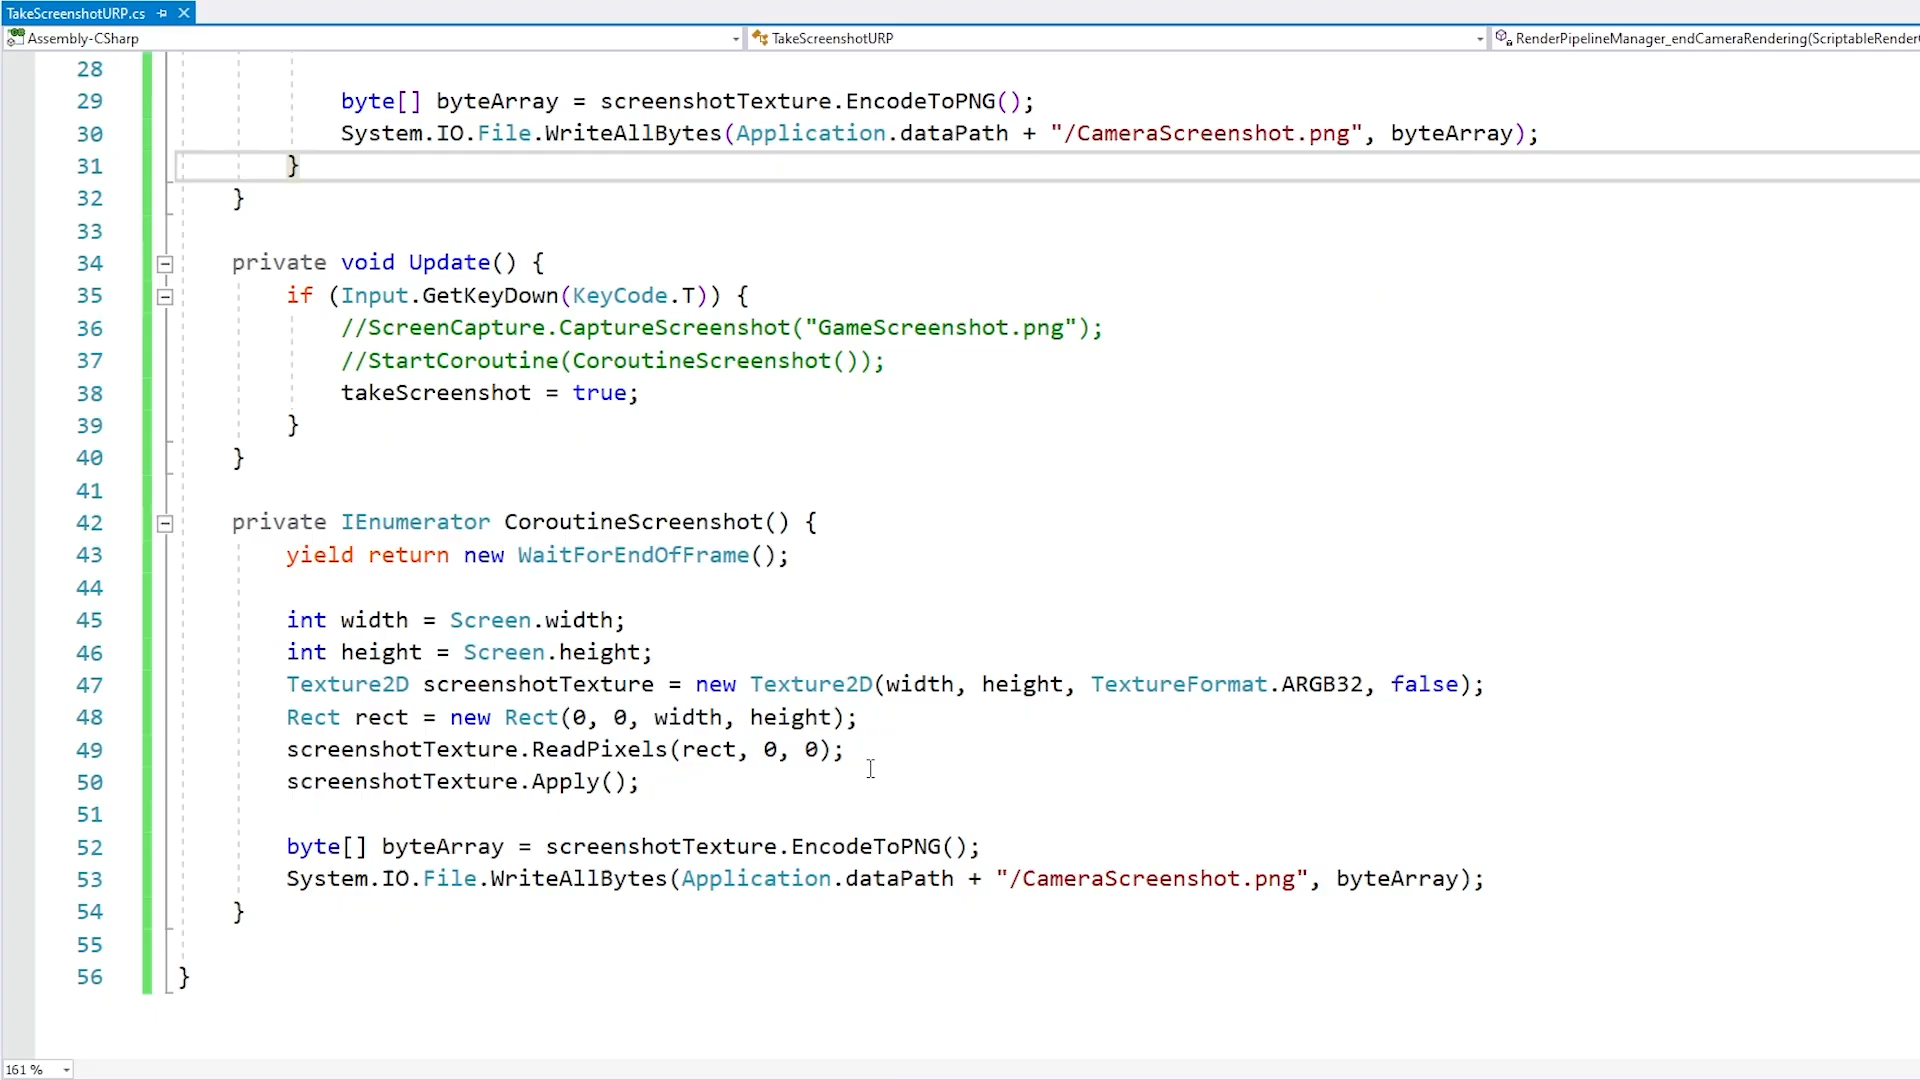 TakeScreenshotURP.cs
Assembly-CSharp
TakeScreenshotURP
RenderPipelineManager_endCameraRendering(ScriptableRender
28
29 byte[] byteArray = screenshotTexture.EncodeToPNG();
30 System.IO.File.WriteAllBytes(Application.dataPath + "/CameraScreenshot.png", byteArray);
31 }
32 }
33
34 private void Update() {
35 if (Input.GetKeyDown(KeyCode.T)) {
36 //ScreenCapture.CaptureScreenshot("GameScreenshot.png");
37 //StartCoroutine(CoroutineScreenshot());
38 takeScreenshot = true;
39 }
40 }
41
42 private IEnumerator CoroutineScreenshot() {
43 yield return new WaitForEndOfFrame();
44
45 int width = Screen.width;
46 int height = Screen.height;
47 Texture2D screenshotTexture = new Texture2D(width, height, TextureFormat.ARGB32, false);
48 Rect rect = new Rect(0, 0, width, height);
49 screenshotTexture.ReadPixels(rect, 0, 0);
50 screenshotTexture.Apply();
51
52 byte[] byteArray = screenshotTexture.EncodeToPNG();
53 System.IO.File.WriteAllBytes(Application.dataPath + "/CameraScreenshot.png", byteArray);
54 }
55
56 }
161 %